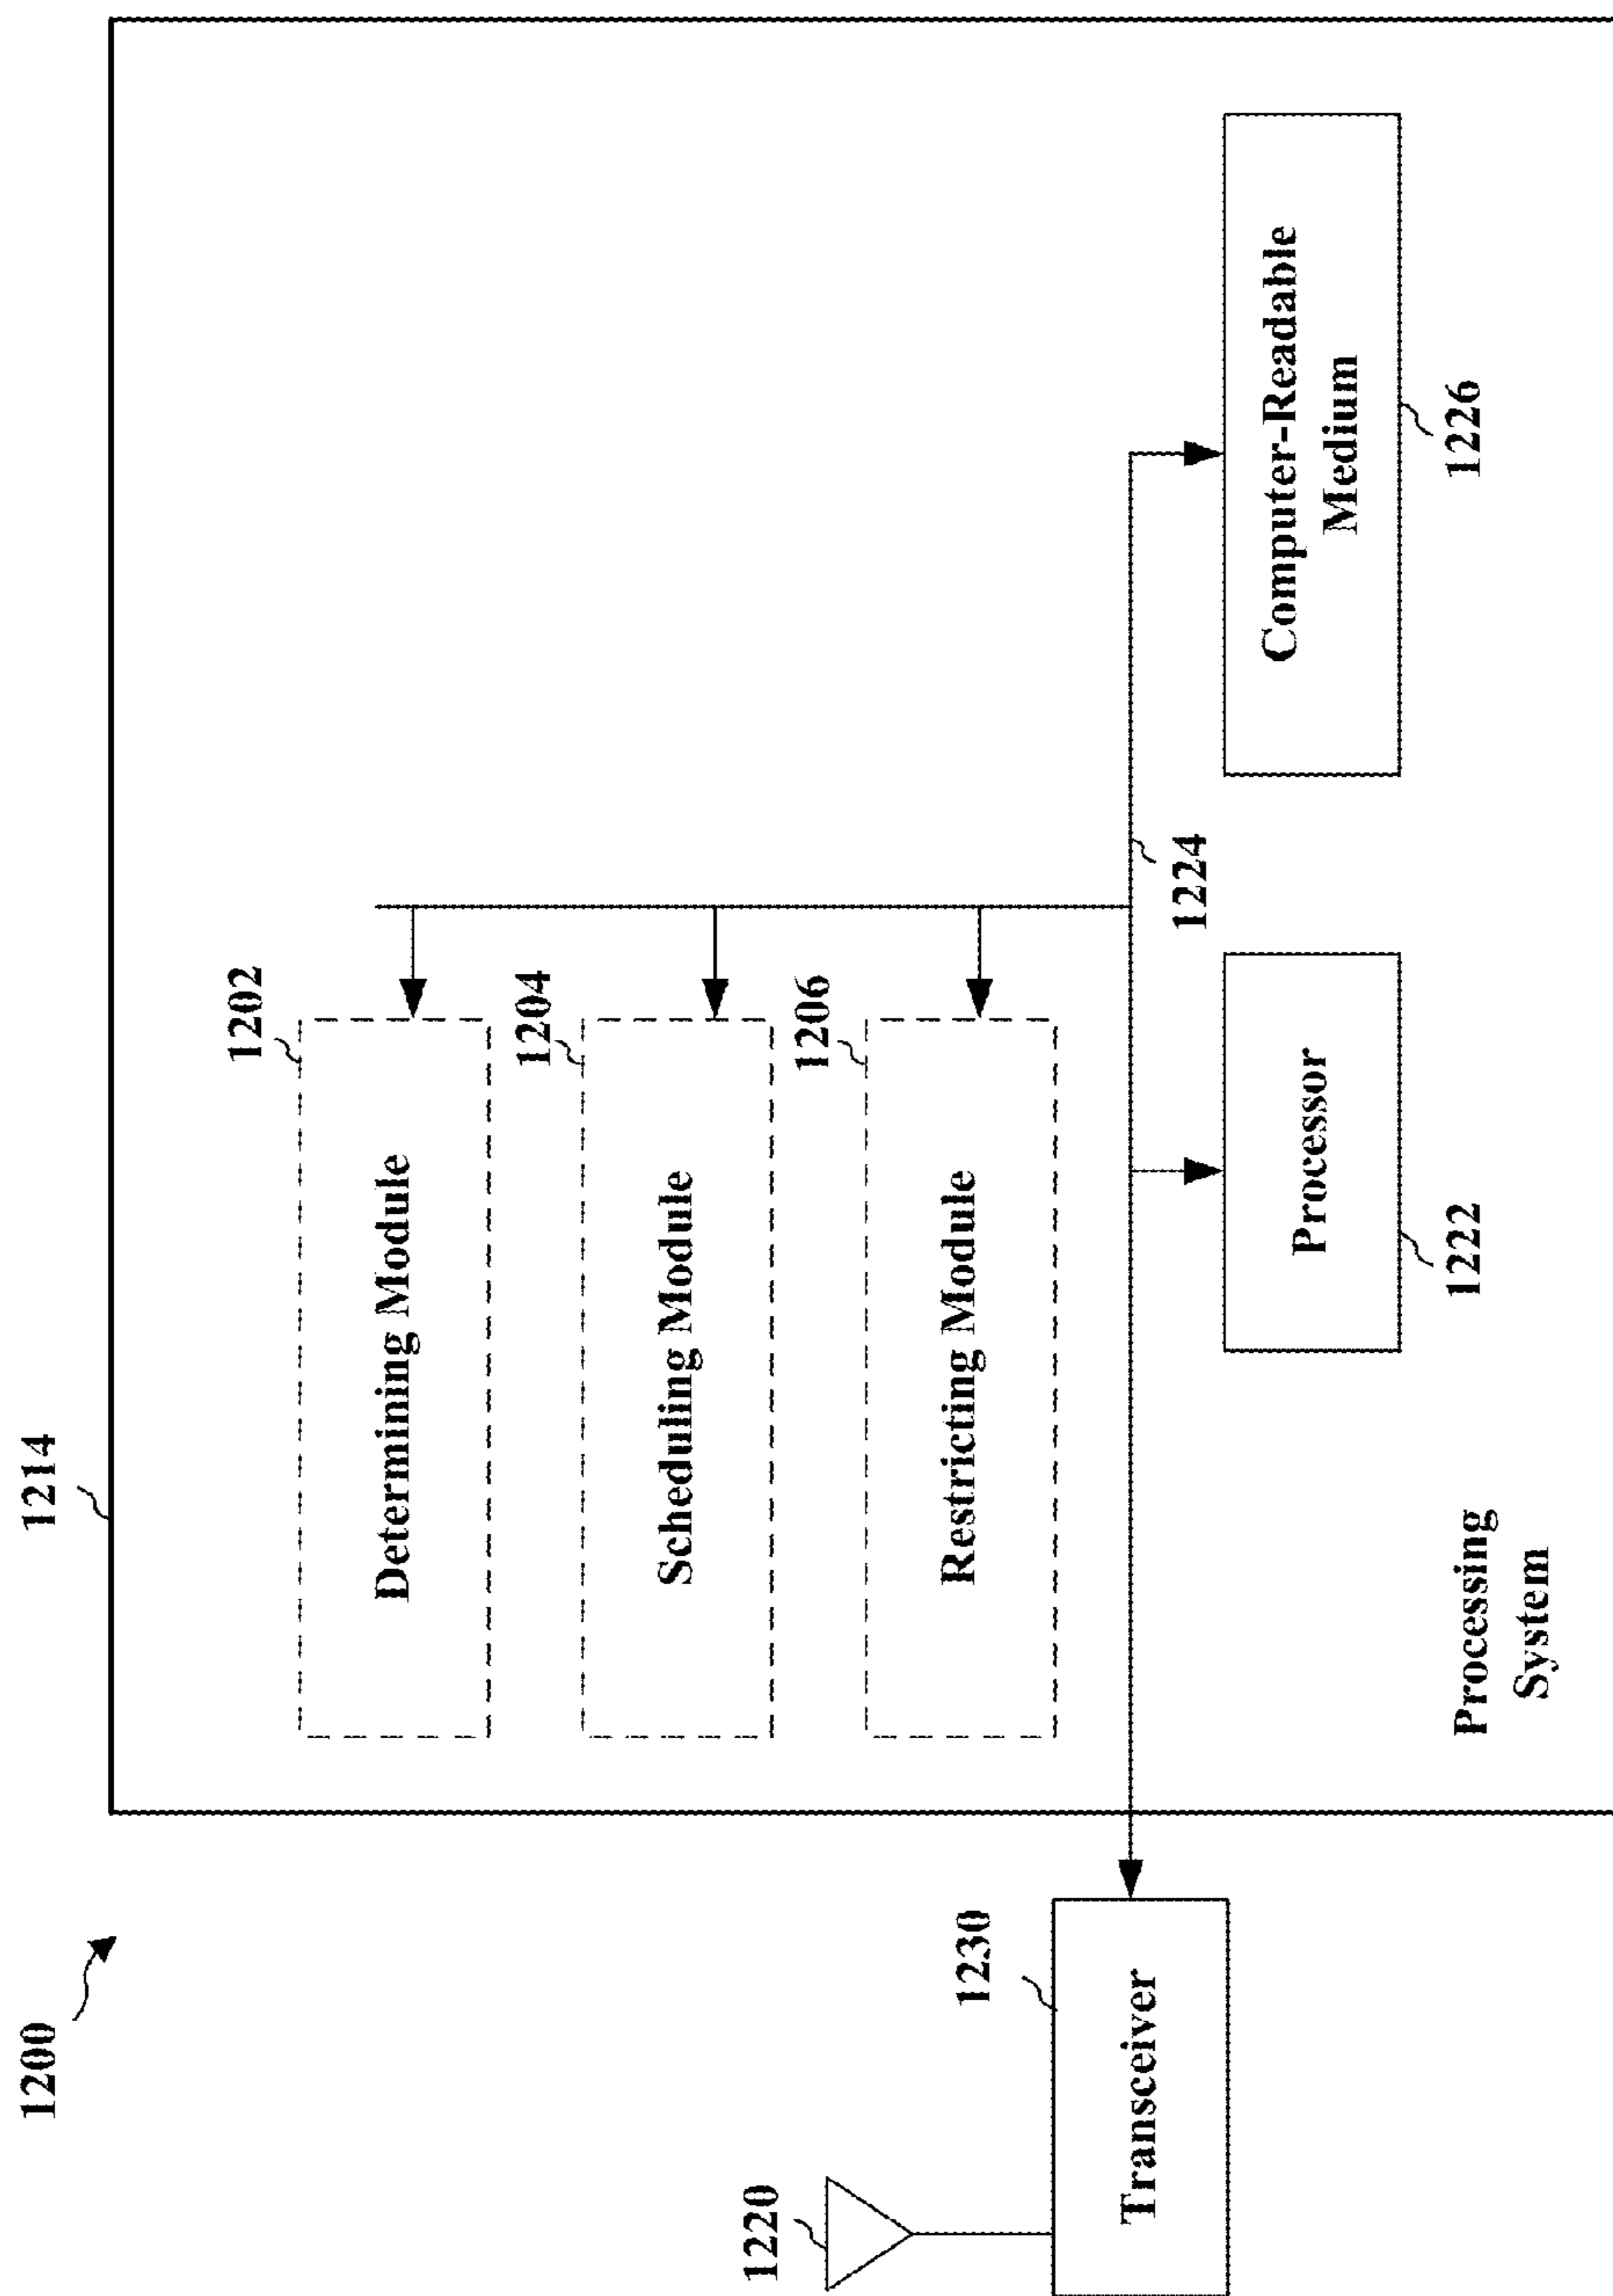 1200
1214
1202
Determining Module
1204
Scheduling Module
1206
Restricting Module
1220
1230
Transceiver
1224
Processor
1222
Computer-Readable
Medium
1226
Processing
System